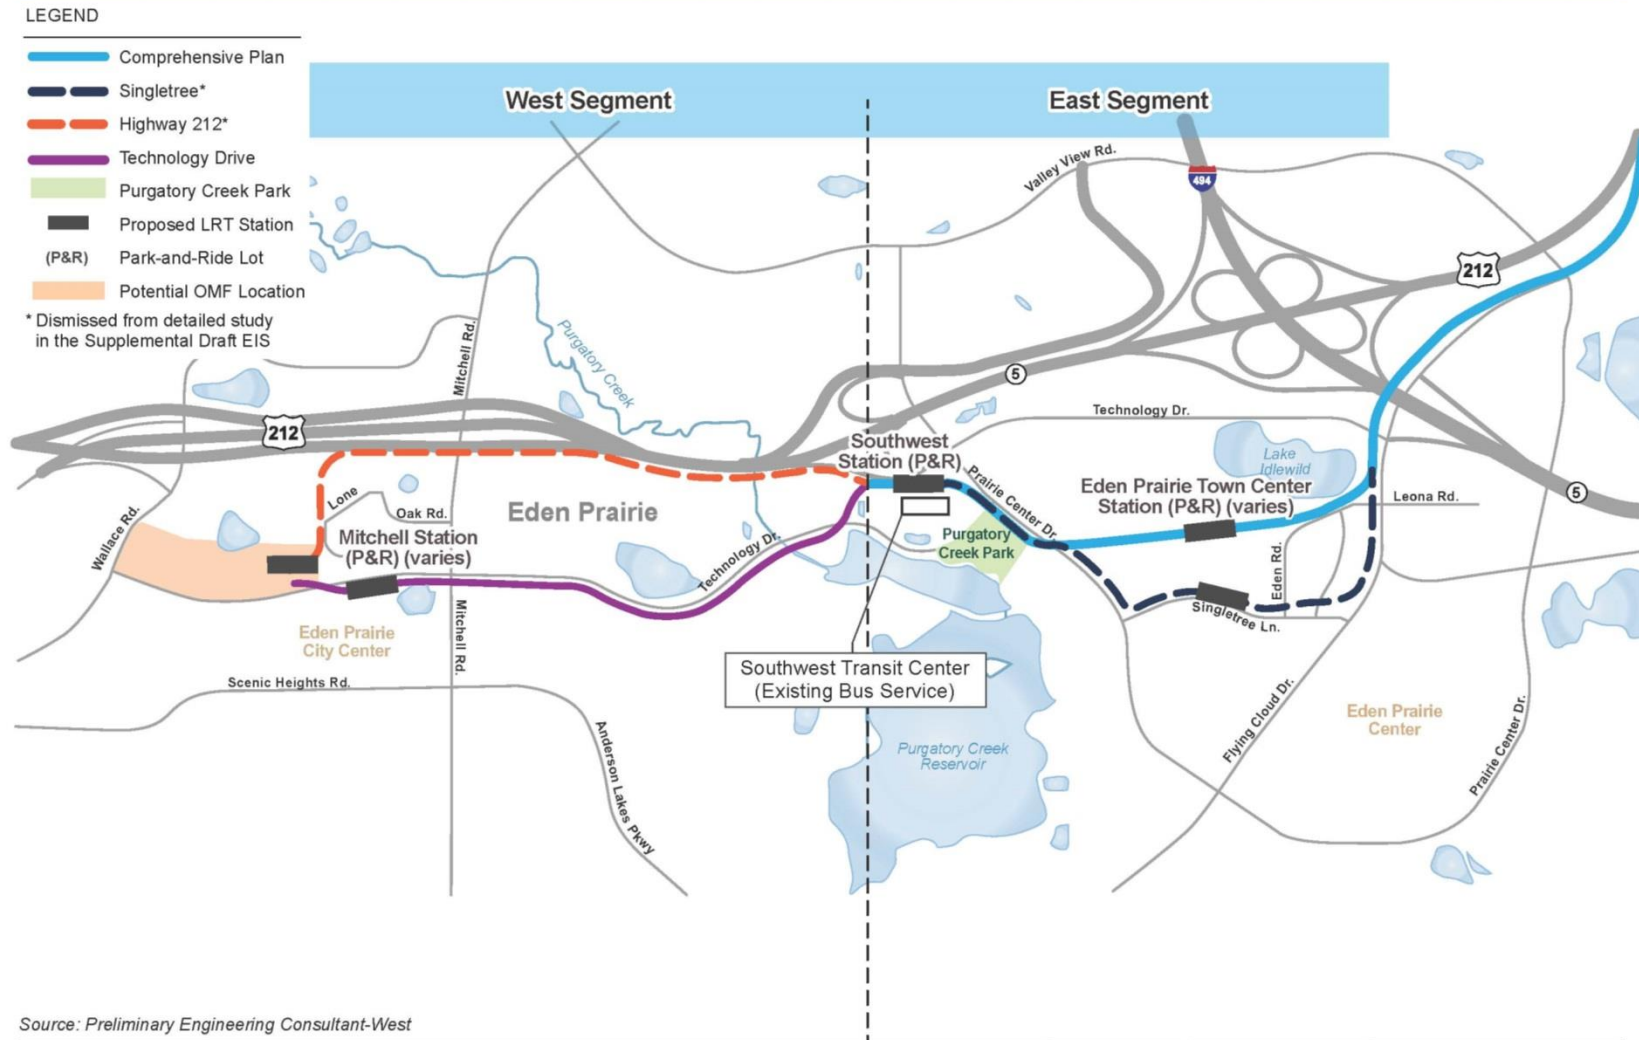 LEGEND
Comprehensive Plan
Singletree*
Highway 212*
Technology Drive
Purgatory Creek Park
Proposed LRT Station
(P&R) Park-and-Ride Lot
Potential OMF Location
* Dismissed from detailed study
in the Supplemental Draft EIS
West Segment
East Segment
Valley View Rd.
494
212
Mitchell Rd.
Purgatory Creek
5
212
Technology Dr.
Southwest
Station (P&R)
Lake
Idlewild
Prairie Center Dr.
Eden Prairie Town Center
Station (P&R) (varies)
Leona Rd.
5
Wallace Rd.
Lone
Oak Rd.
Eden Prairie
Mitchell Station
(P&R) (varies)
Technology Dr.
Purgatory
Creek Park
Eden Rd.
Singletree Ln.
Eden Prairie
City Center
Mitchell Rd.
Scenic Heights Rd.
Southwest Transit Center
(Existing Bus Service)
Anderson Lakes Pkwy
Purgatory Creek
Reservoir
Flying Cloud Dr.
Eden Prairie
Center
Prairie Center Dr.
Source: Preliminary Engineering Consultant-West